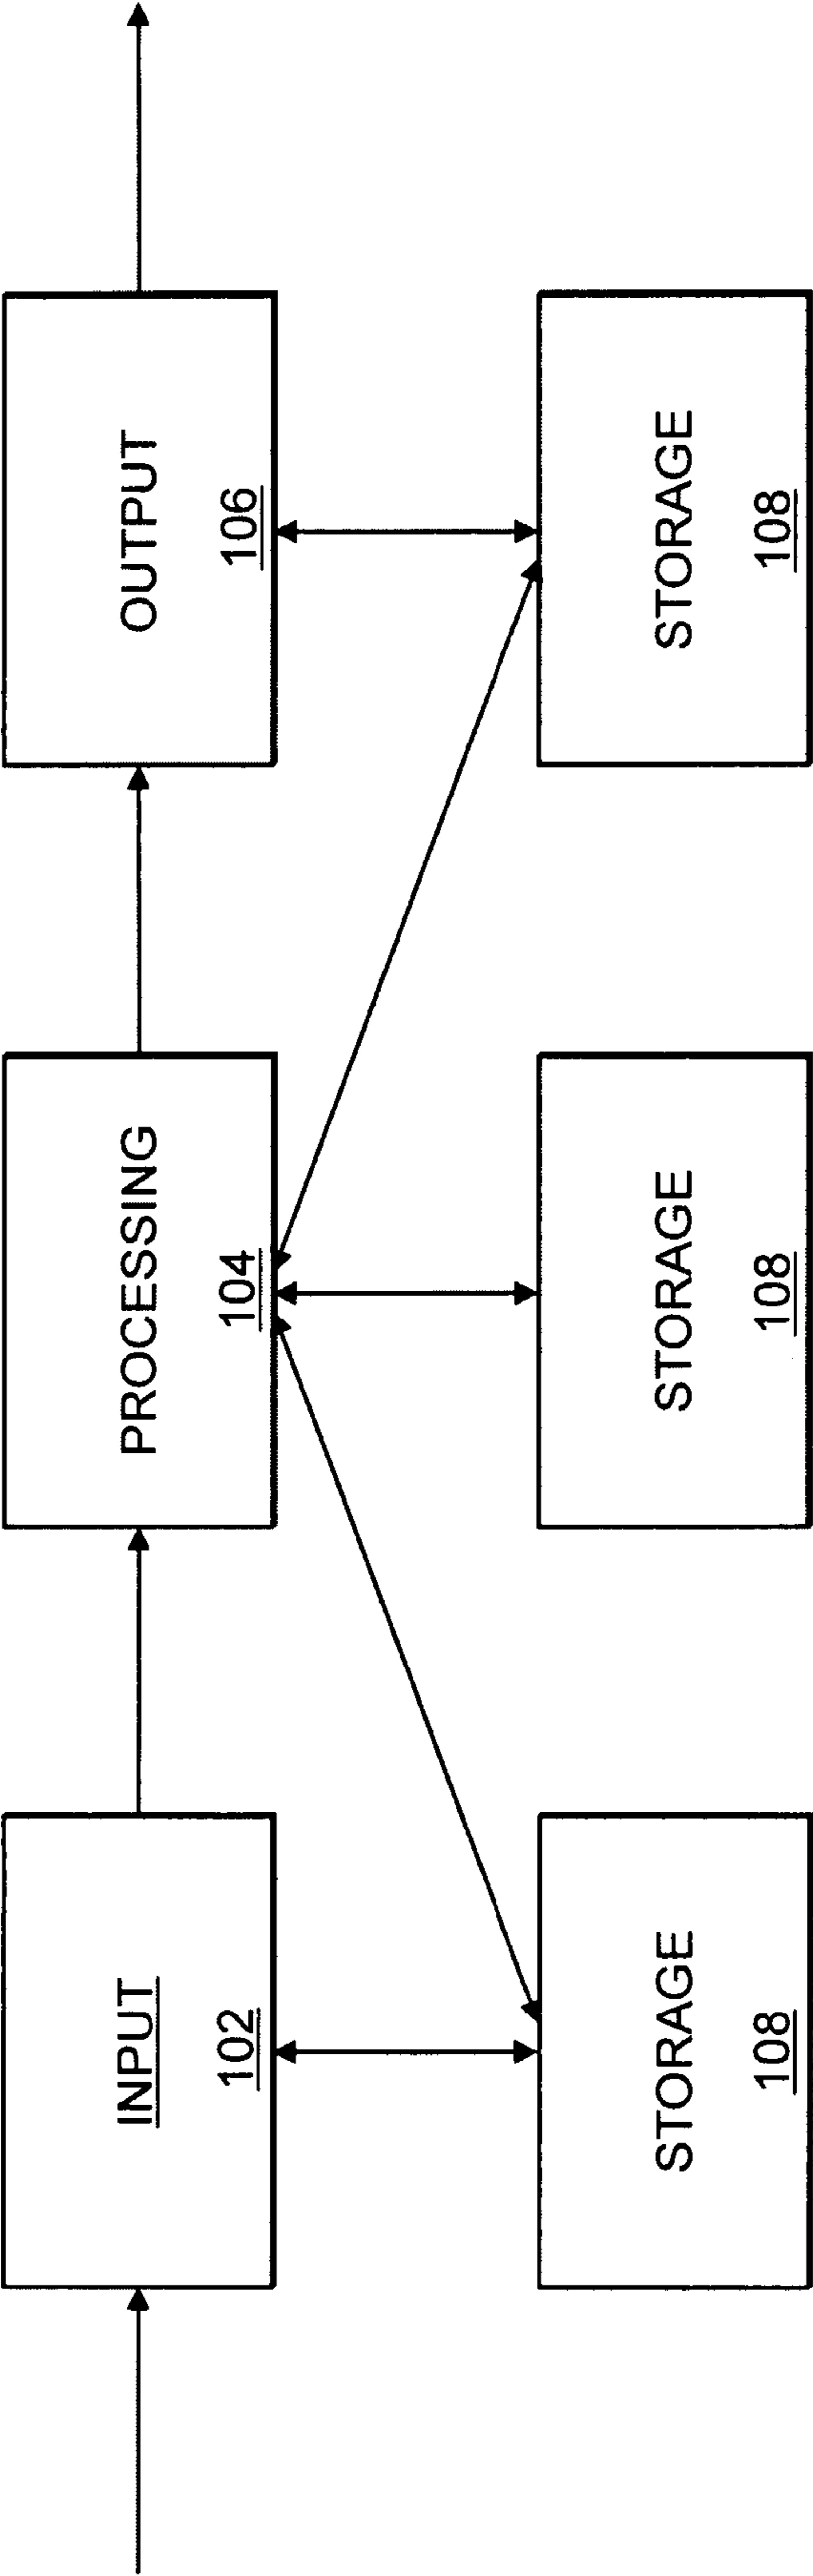 INPUT
102
PROCESSING
104
OUTPUT
106
STORAGE
108
STORAGE
108
STORAGE
108